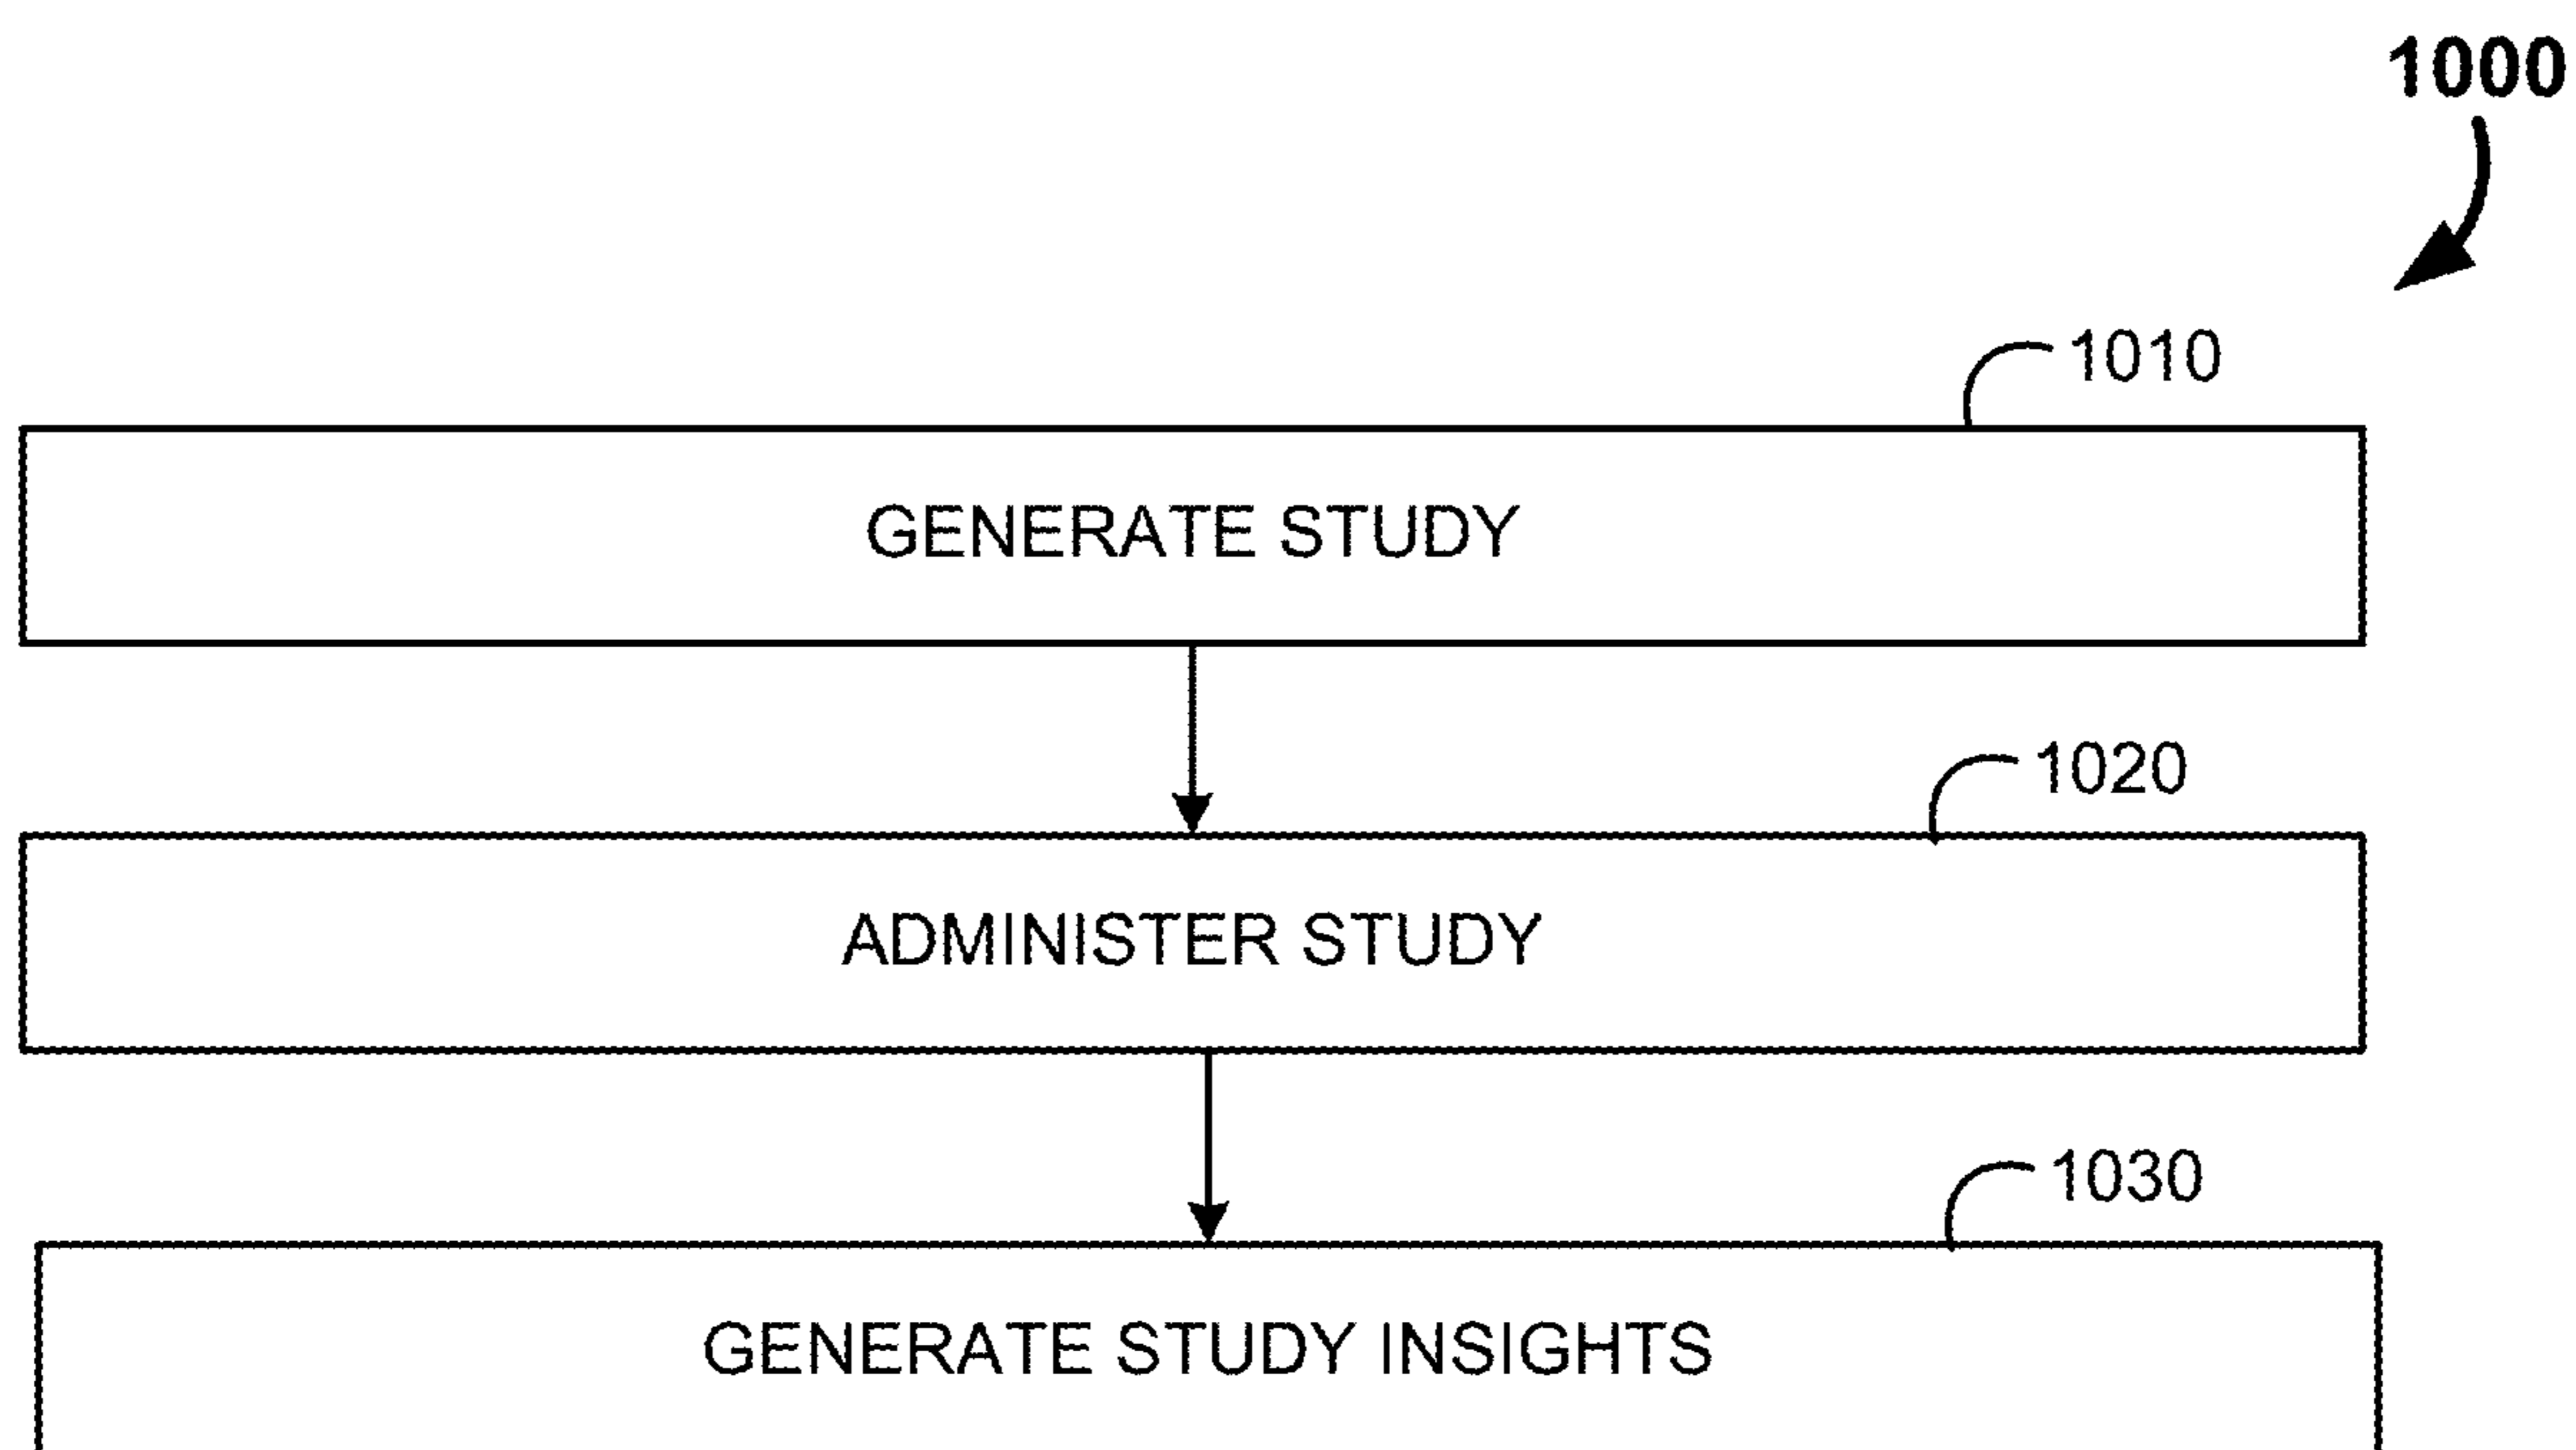 1000
1010
GENERATE STUDY
1020
ADMINISTER STUDY
1030
GENERATE STUDY INSIGHTS